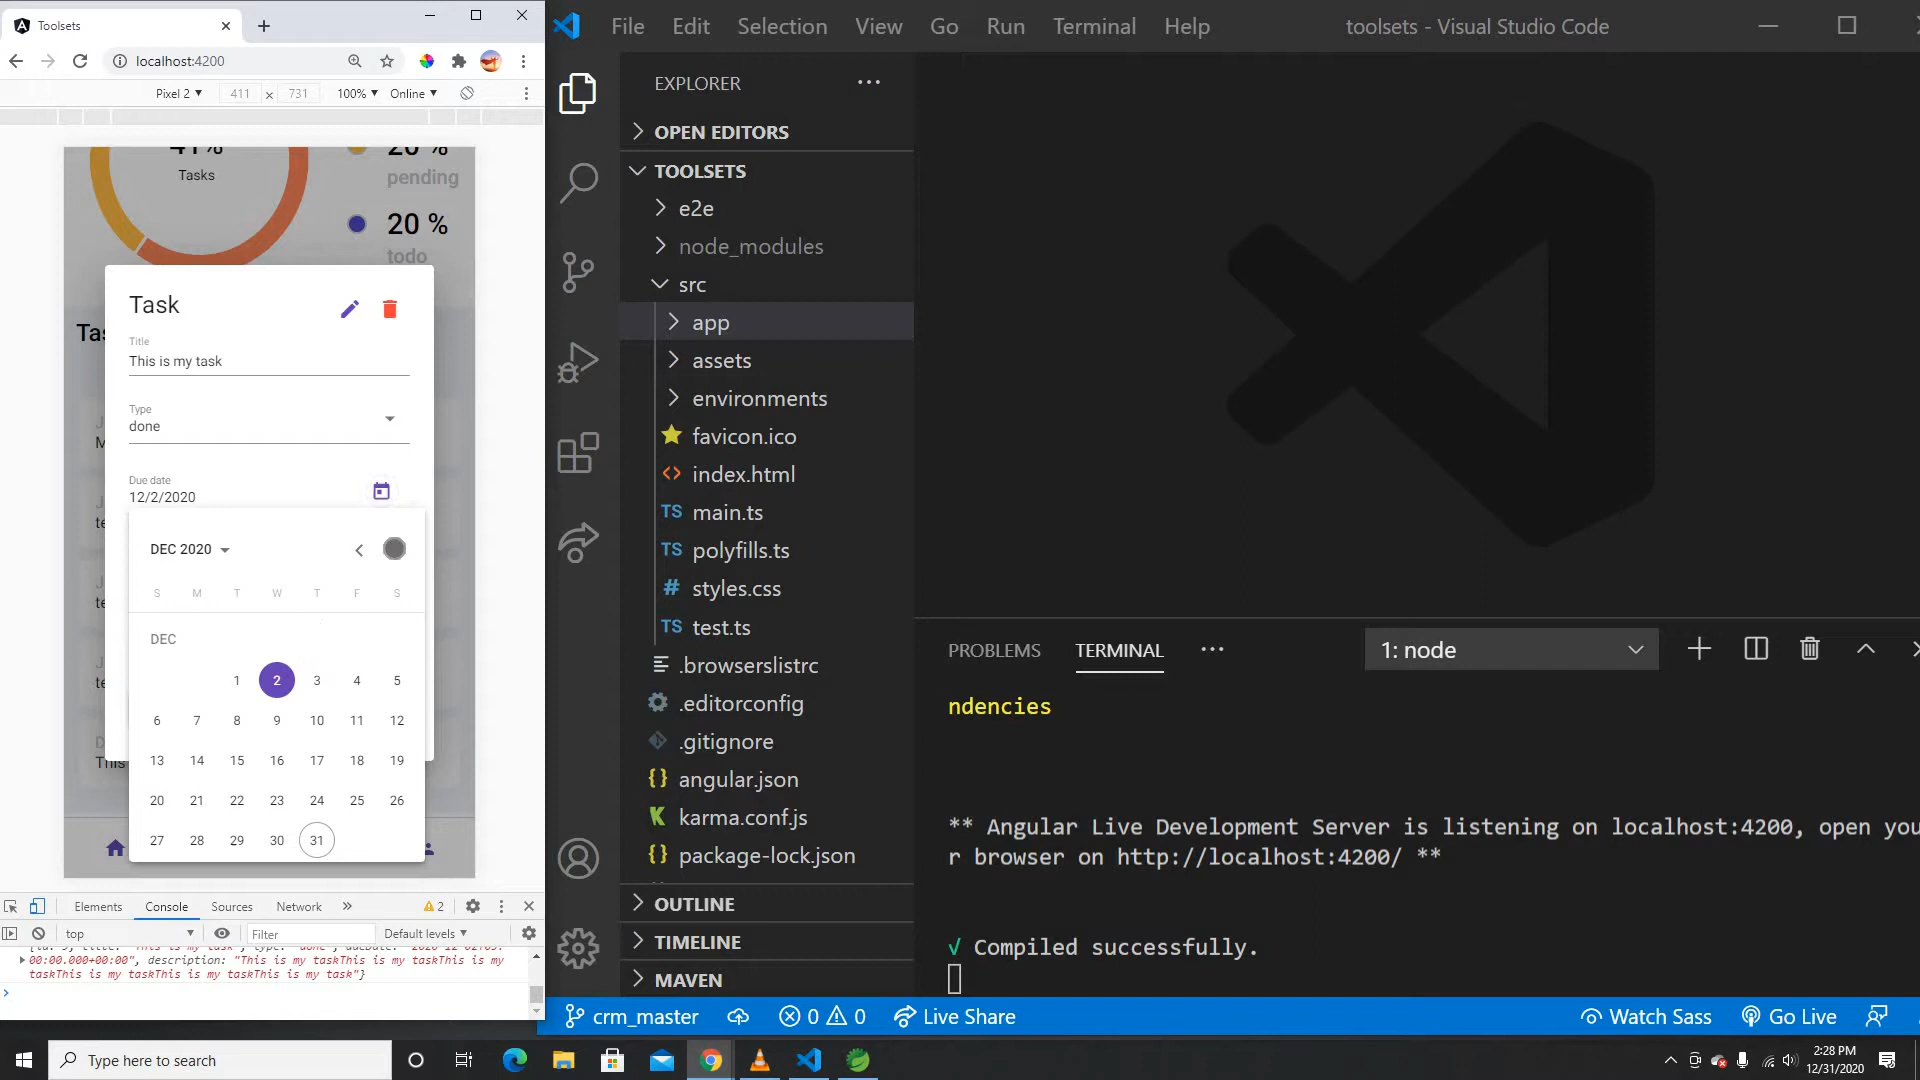 Toolsets
localhost:4200
Pixel 2 411 × 731 100% Online
41%
Tasks
20 %
pending
20 %
todo
Task
Title
This is my task
Type
done
Due date
12/2/2020
DEC 2020
S M T W T F S
DEC
1 2 3 4 5
6 7 8 9 10 11 12
13 14 15 16 17 18 19
20 21 22 23 24 25 26
27 28 29 30 31
This
Elements Console Sources Network » 2
top Filter Default levels
00:00.000+00:00", description: "This is my taskThis is my taskThis is my
taskThis is my taskThis is my taskThis is my task"}
File Edit Selection View Go Run Terminal Help toolsets - Visual Studio Code
EXPLORER
OPEN EDITORS
TOOLSETS
e2e
node_modules
src
app
assets
environments
favicon.ico
<> index.html
TS main.ts
TS polyfills.ts
# styles.css
TS test.ts
.browserslistrc
.editorconfig
.gitignore
{} angular.json
K karma.conf.js
{} package-lock.json
OUTLINE
TIMELINE
MAVEN
PROBLEMS TERMINAL ··· 1: node
ndencies
** Angular Live Development Server is listening on localhost:4200, open you
r browser on http://localhost:4200/ **
√ Compiled successfully.
crm_master 0 0 Live Share Watch Sass Go Live
Type here to search
2:28 PM
12/31/2020